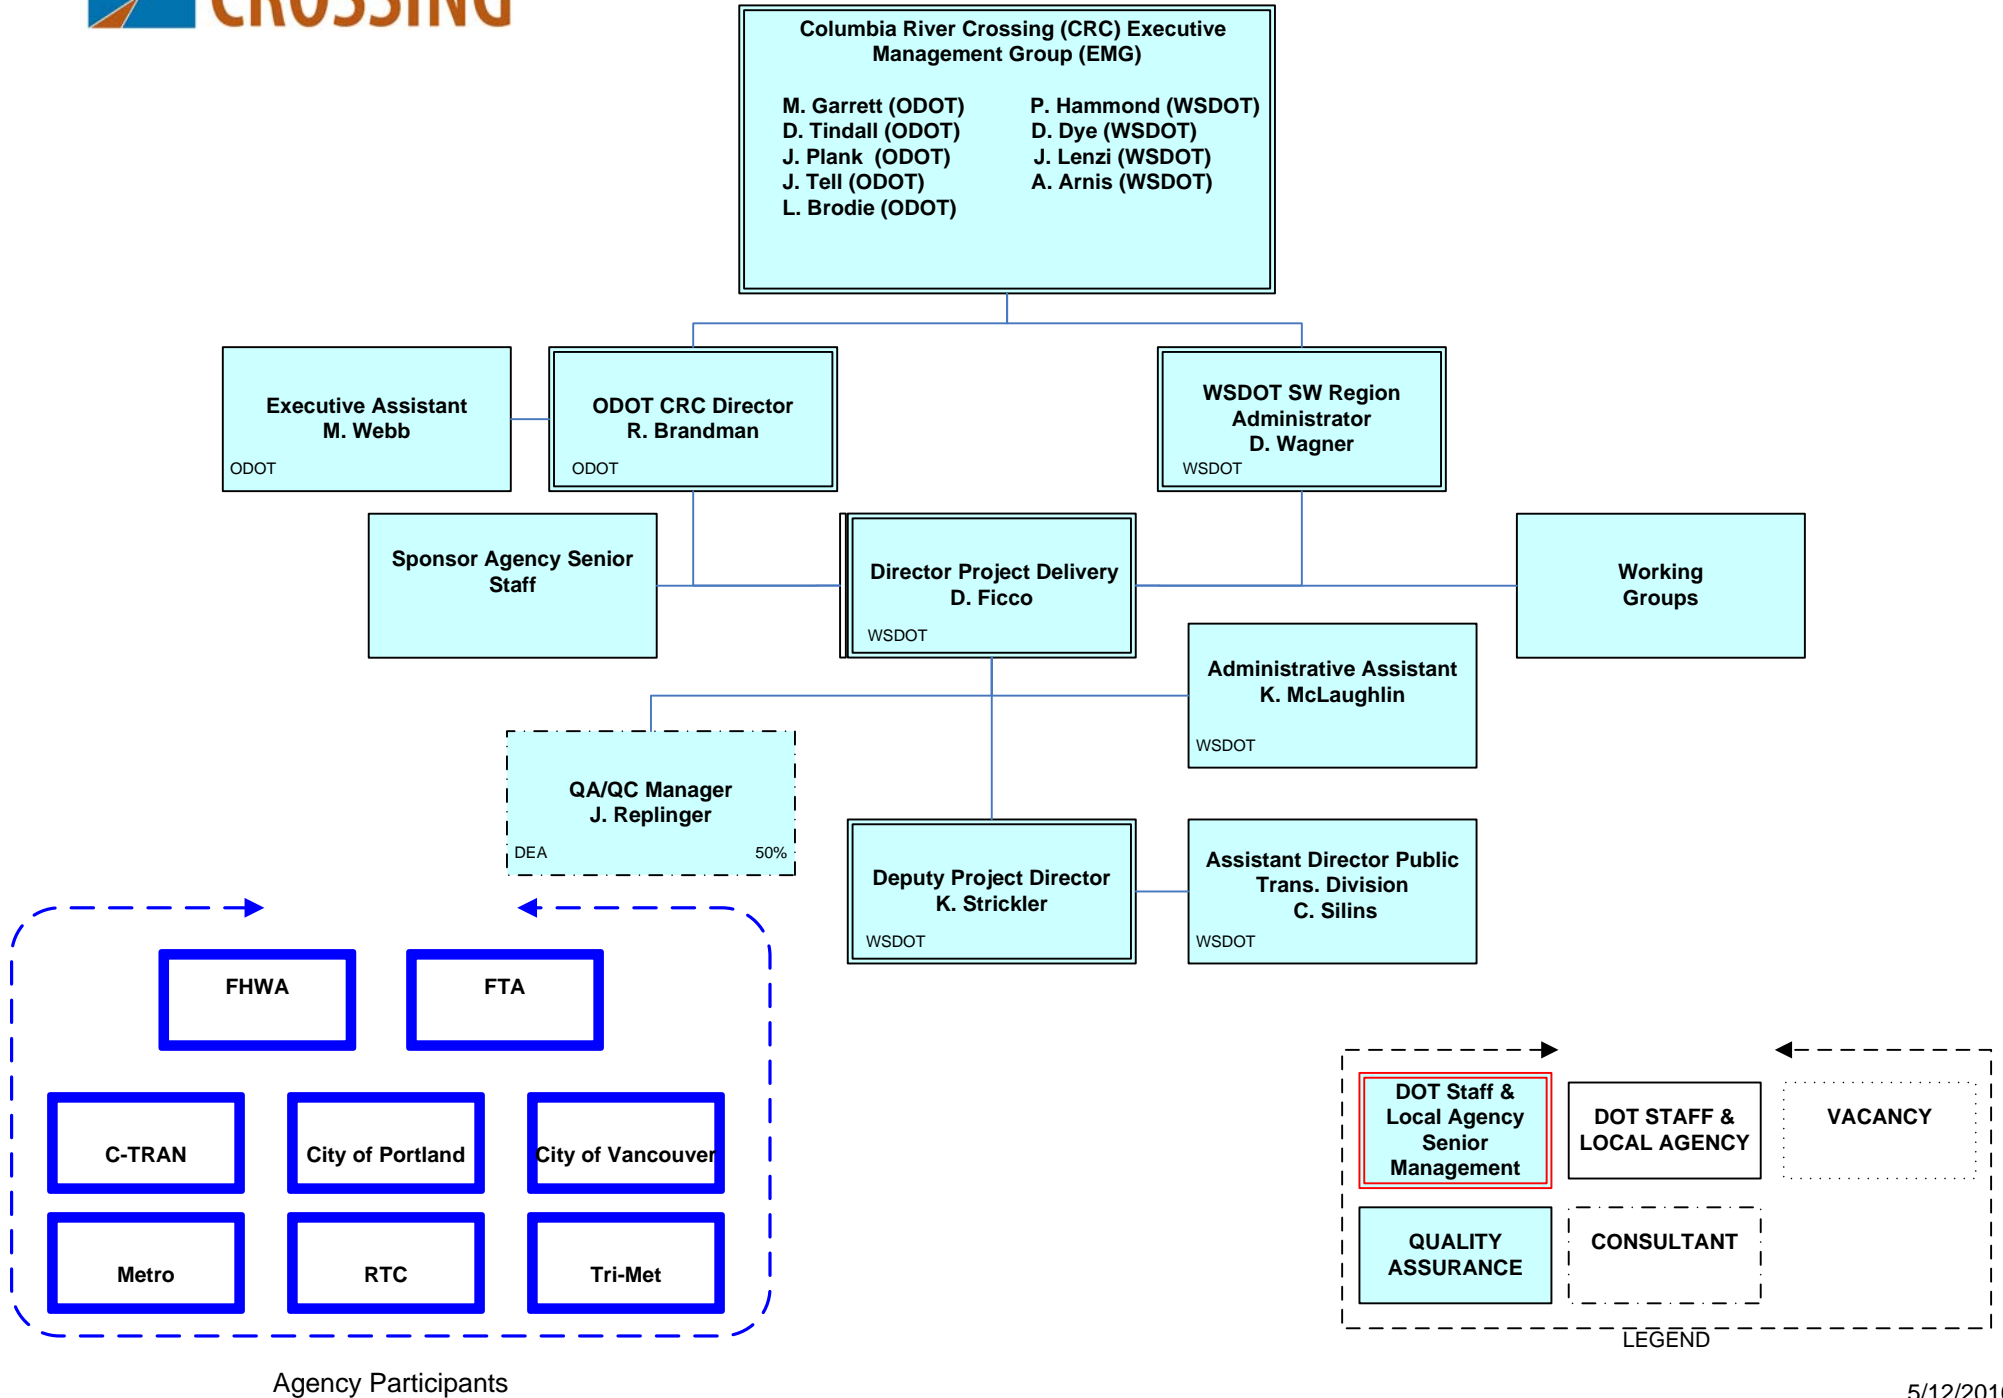 CROSSING
Columbia River Crossing (CRC) Executive
Management Group (EMG)
M. Garrett (ODOT) P. Hammond (WSDOT)
D. Tindall (ODOT) D. Dye (WSDOT)
J. Plank (ODOT) J. Lenzi (WSDOT)
J. Tell (ODOT) A. Arnis (WSDOT)
L. Brodie (ODOT)
Executive Assistant
M. Webb
ODOT
ODOT CRC Director
R. Brandman
ODOT
WSDOT SW Region
Administrator
D. Wagner
WSDOT
Sponsor Agency Senior
Staff
Director Project Delivery
D. Ficco
WSDOT
Working
Groups
Administrative Assistant
K. McLaughlin
WSDOT
QA/QC Manager
J. Replinger
DEA 50%
Deputy Project Director
K. Strickler
WSDOT
Assistant Director Public
Trans. Division
C. Silins
WSDOT
FHWA
FTA
C-TRAN
City of Portland
City of Vancouver
Metro
RTC
Tri-Met
Agency Participants
DOT Staff &
Local Agency
Senior
Management
DOT STAFF &
LOCAL AGENCY
VACANCY
QUALITY
ASSURANCE
CONSULTANT
LEGEND